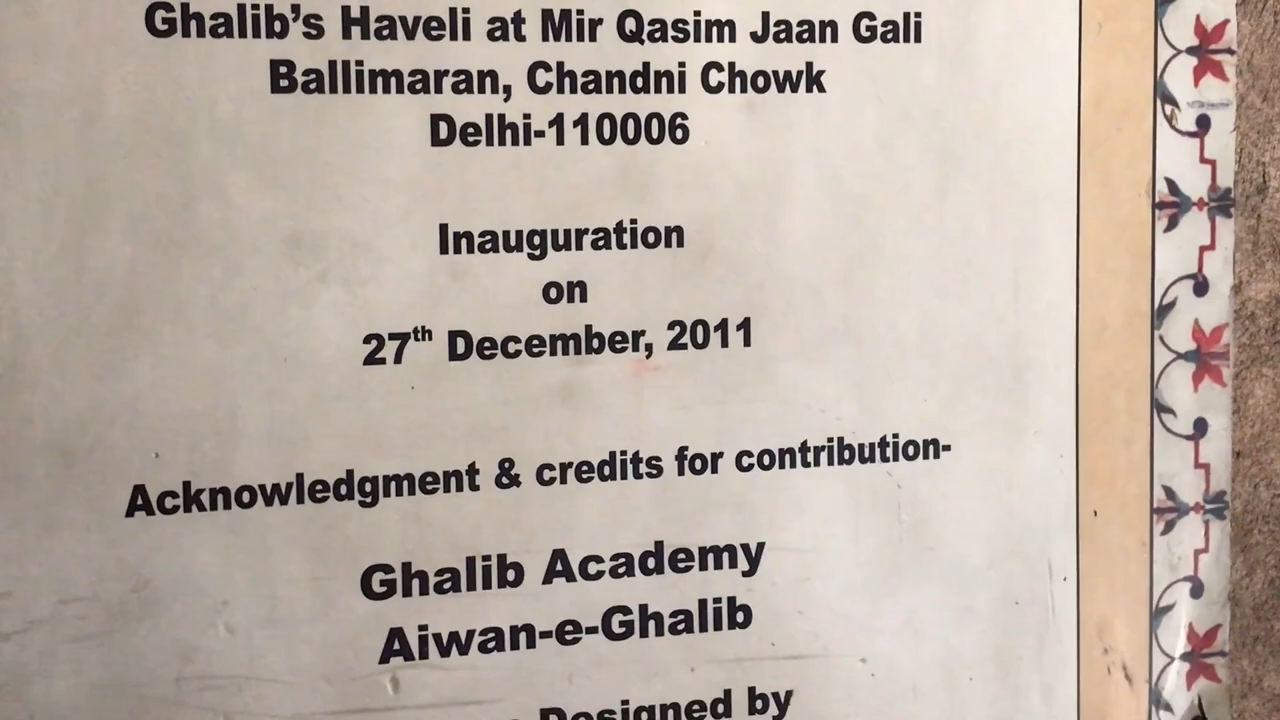 Ghalib's Haveli at Mir Qasim Jaan Gali
Ballimaran, Chandni Chowk
Delhi-110006
Inauguration
on
27th December, 2011
Acknowledgment & credits for contribution-
Ghalib Academy
Aiwan-e-Ghalib
Designed by